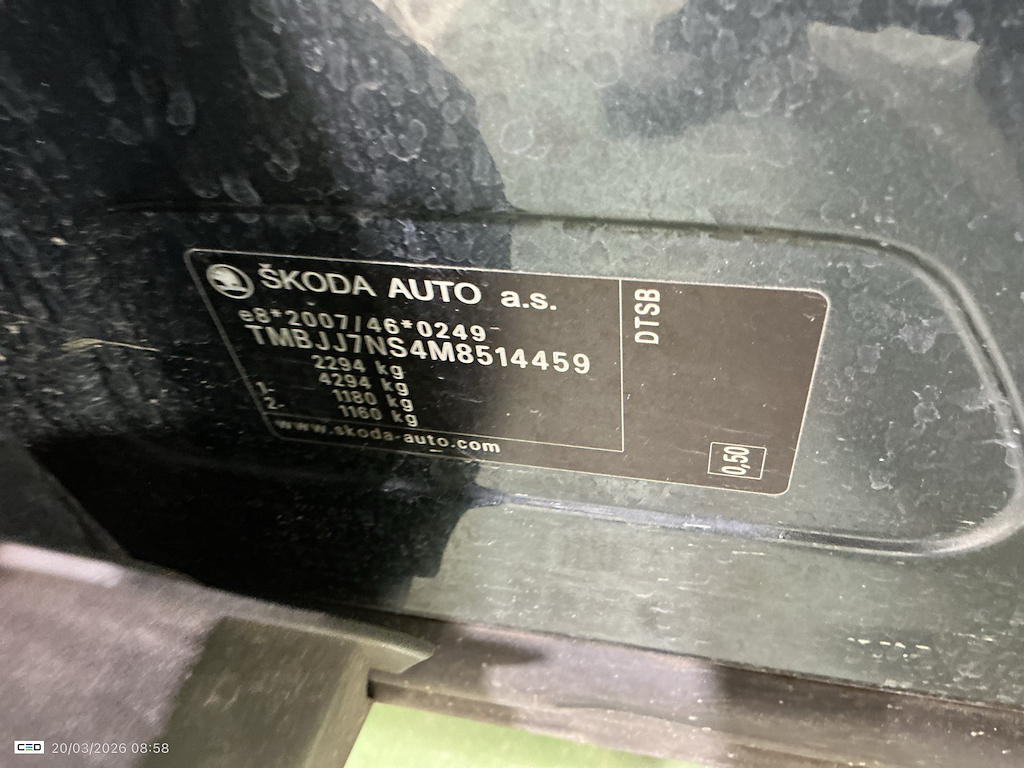 ŠKODA AUTO a.s.
e8*2007/46*0249
TMBJJ7NS4M8514459
2294 kg
4294 kg
1- 1180 kg
2- 1160 kg
www.skoda-auto.com
DTSB
0,50
CEO 20/03/2026 08:58